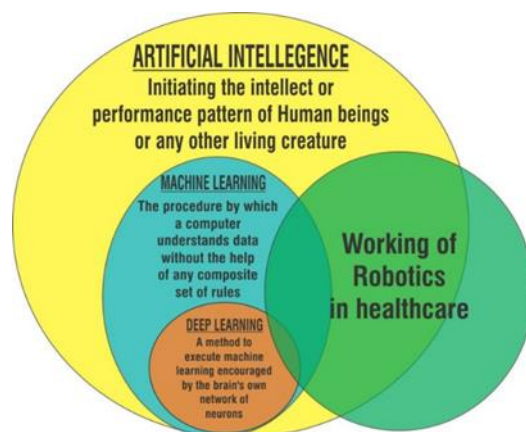 ARTIFICIAL INTELLEGENCE
Initiating the intellect or
performance pattern of Human beings
or any other living creature
MACHINE LEARNING
The procedure by which
a computer
understands data
without the help
of any composite
set of rules
Working of
Robotics
in healthcare
DEEP LEARNING
A method to
execute machine
learning encouraged
by the brain's own
network of
neurons